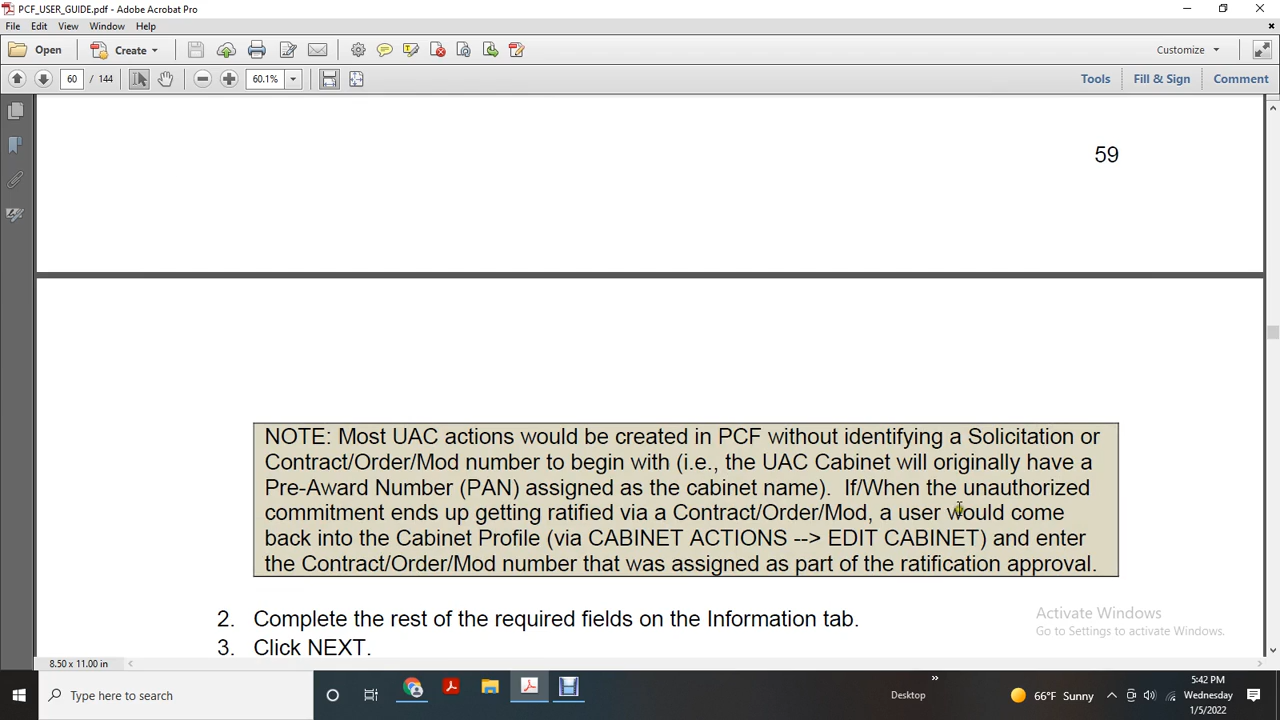 PCF_USER_GUIDE.pdf - Adobe Acrobat Pro
File Edit View Window Help
Open Create Customize
60 / 144 60.1% Tools Fill & Sign Comment
59
NOTE: Most UAC actions would be created in PCF without identifying a Solicitation or
Contract/Order/Mod number to begin with (i.e., the UAC Cabinet will originally have a
Pre-Award Number (PAN) assigned as the cabinet name).  If/When the unauthorized
commitment ends up getting ratified via a Contract/Order/Mod, a user would come
back into the Cabinet Profile (via CABINET ACTIONS --> EDIT CABINET) and enter
the Contract/Order/Mod number that was assigned as part of the ratification approval.
Activate Windows
Go to Settings to activate Windows.
2. Complete the rest of the required fields on the Information tab.
3. Click NEXT.
8.50 x 11.00 in
Type here to search
Desktop
66°F Sunny
5:42 PM
Wednesday
1/5/2022